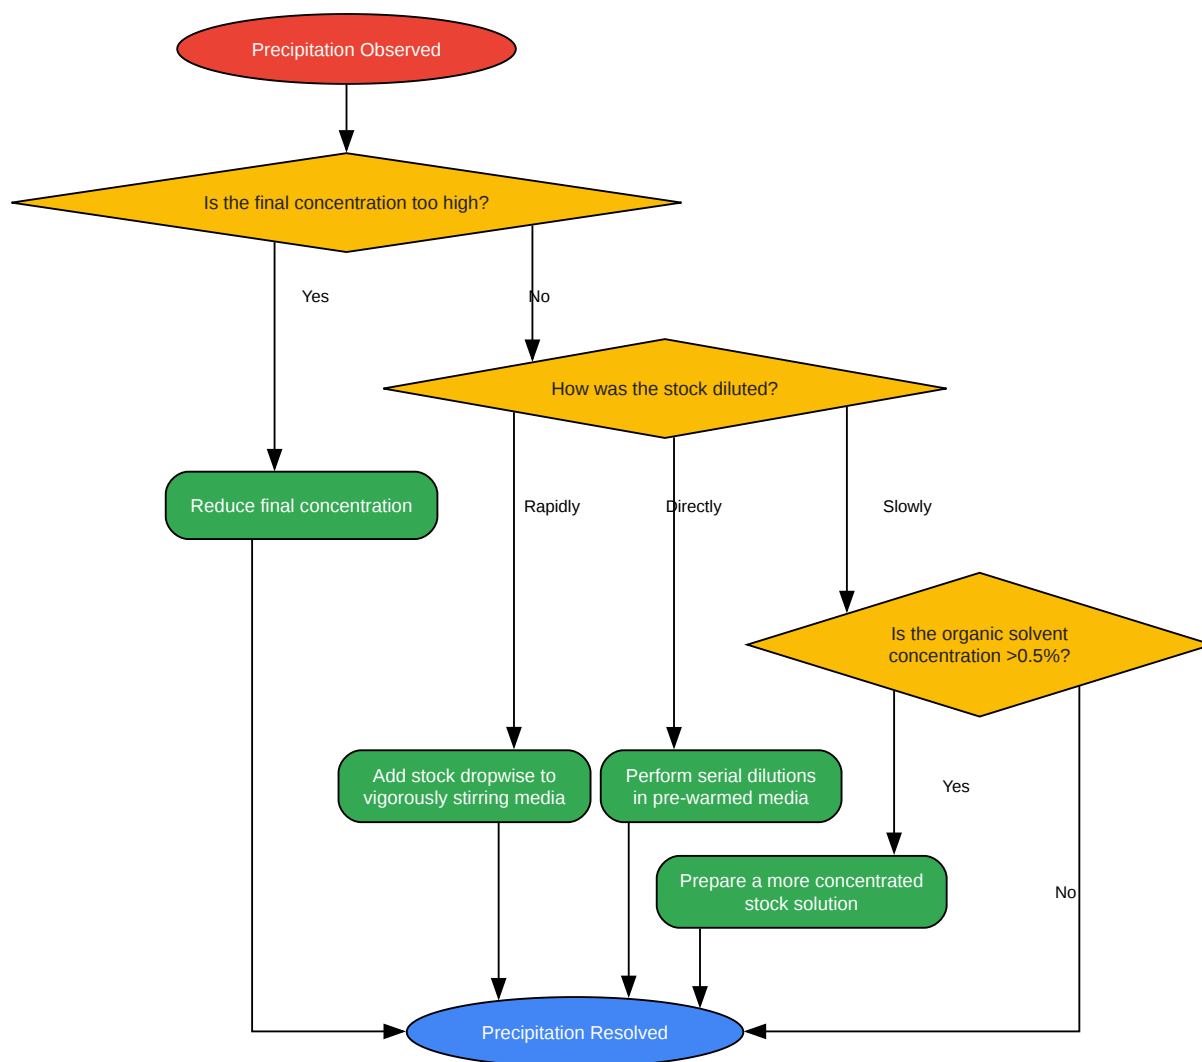 Precipitation Observed
Is the final concentration too high?
Yes
No
How was the stock diluted?
Reduce final concentration
Rapidly
Directly
Slowly
Is the organic solvent
concentration >0.5%?
Add stock dropwise to
vigorously stirring media
Perform serial dilutions
in pre-warmed media
Yes
Prepare a more concentrated
stock solution
No
Precipitation Resolved